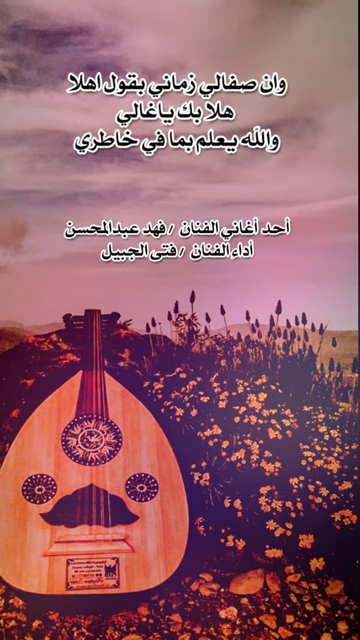 وان صفالي زماني بقول اهلا
هلا بك ياغالي
والله يعلم بما في خاطري
أحد أغاني الفنان / فهد عبدالمحسن
أداء الفنان / فتى الجبيل